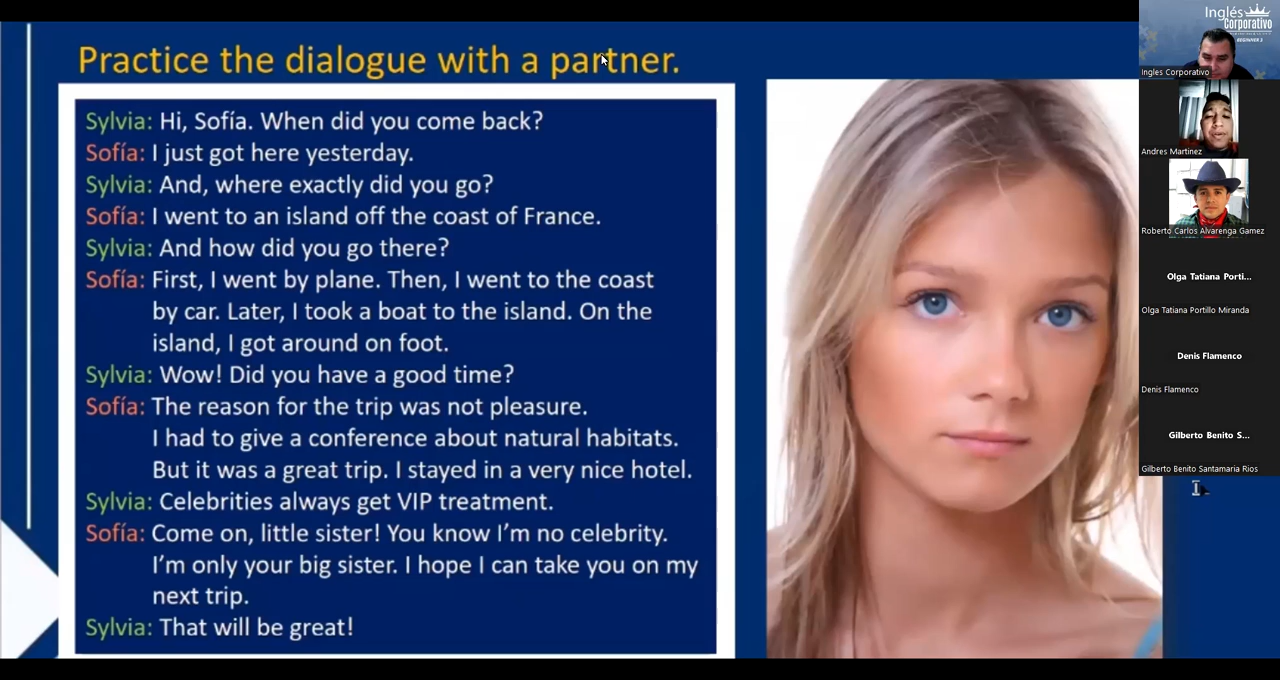 Practice the dialogue with a partner.
Sylvia: Hi, Sofía. When did you come back?
Sofía: I just got here yesterday.
Sylvia: And, where exactly did you go?
Sofía: I went to an island off the coast of France.
Sylvia: And how did you go there?
Sofía: First, I went by plane. Then, I went to the coast
by car. Later, I took a boat to the island. On the
island, I got around on foot.
Sylvia: Wow! Did you have a good time?
Sofía: The reason for the trip was not pleasure.
I had to give a conference about natural habitats.
But it was a great trip. I stayed in a very nice hotel.
Sylvia: Celebrities always get VIP treatment.
Sofía: Come on, little sister! You know I’m no celebrity.
I’m only your big sister. I hope I can take you on my
next trip.
Sylvia: That will be great!
Inglés
Corporativo
Ingles Corporativo
Andres Martinez
Roberto Carlos Alvarenga Gamez
Olga Tatiana Porti...
Olga Tatiana Portillo Miranda
Denis Flamenco
Denis Flamenco
Gilberto Benito S...
Gilberto Benito Santamaria Rios